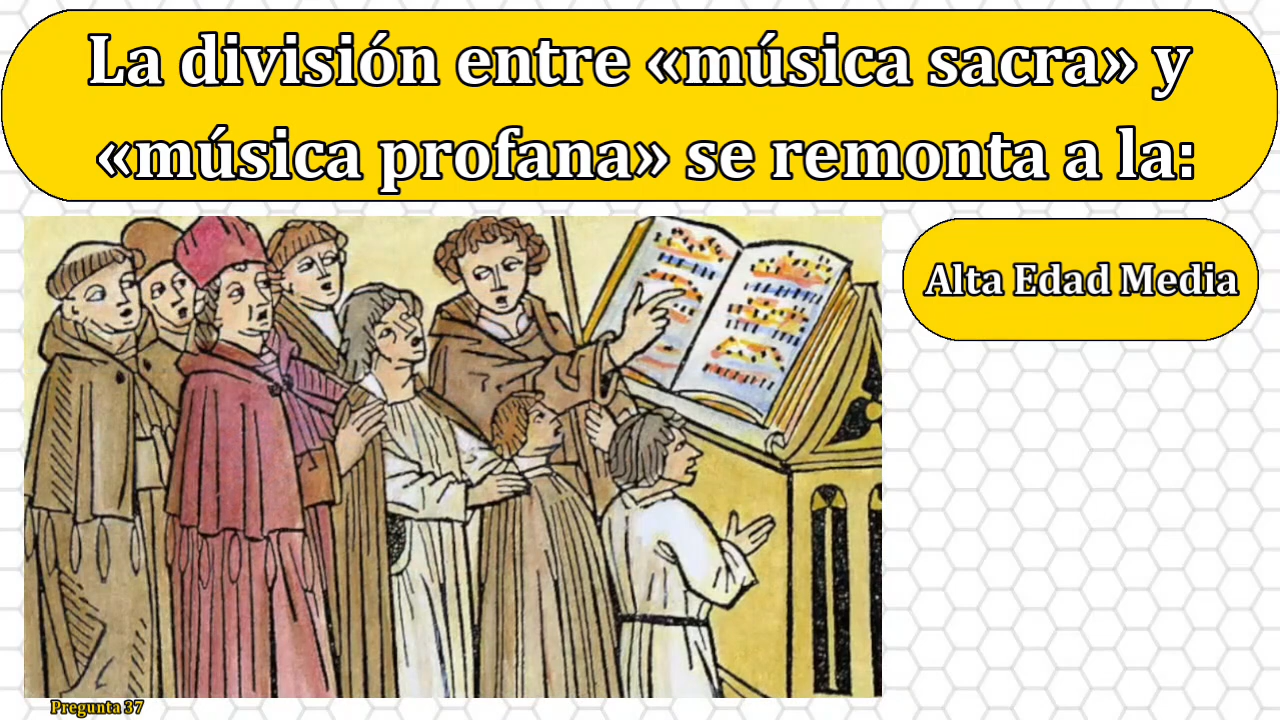 La división entre «música sacra» y
«música profana» se remonta a la:
Alta Edad Media
Pregunta 37